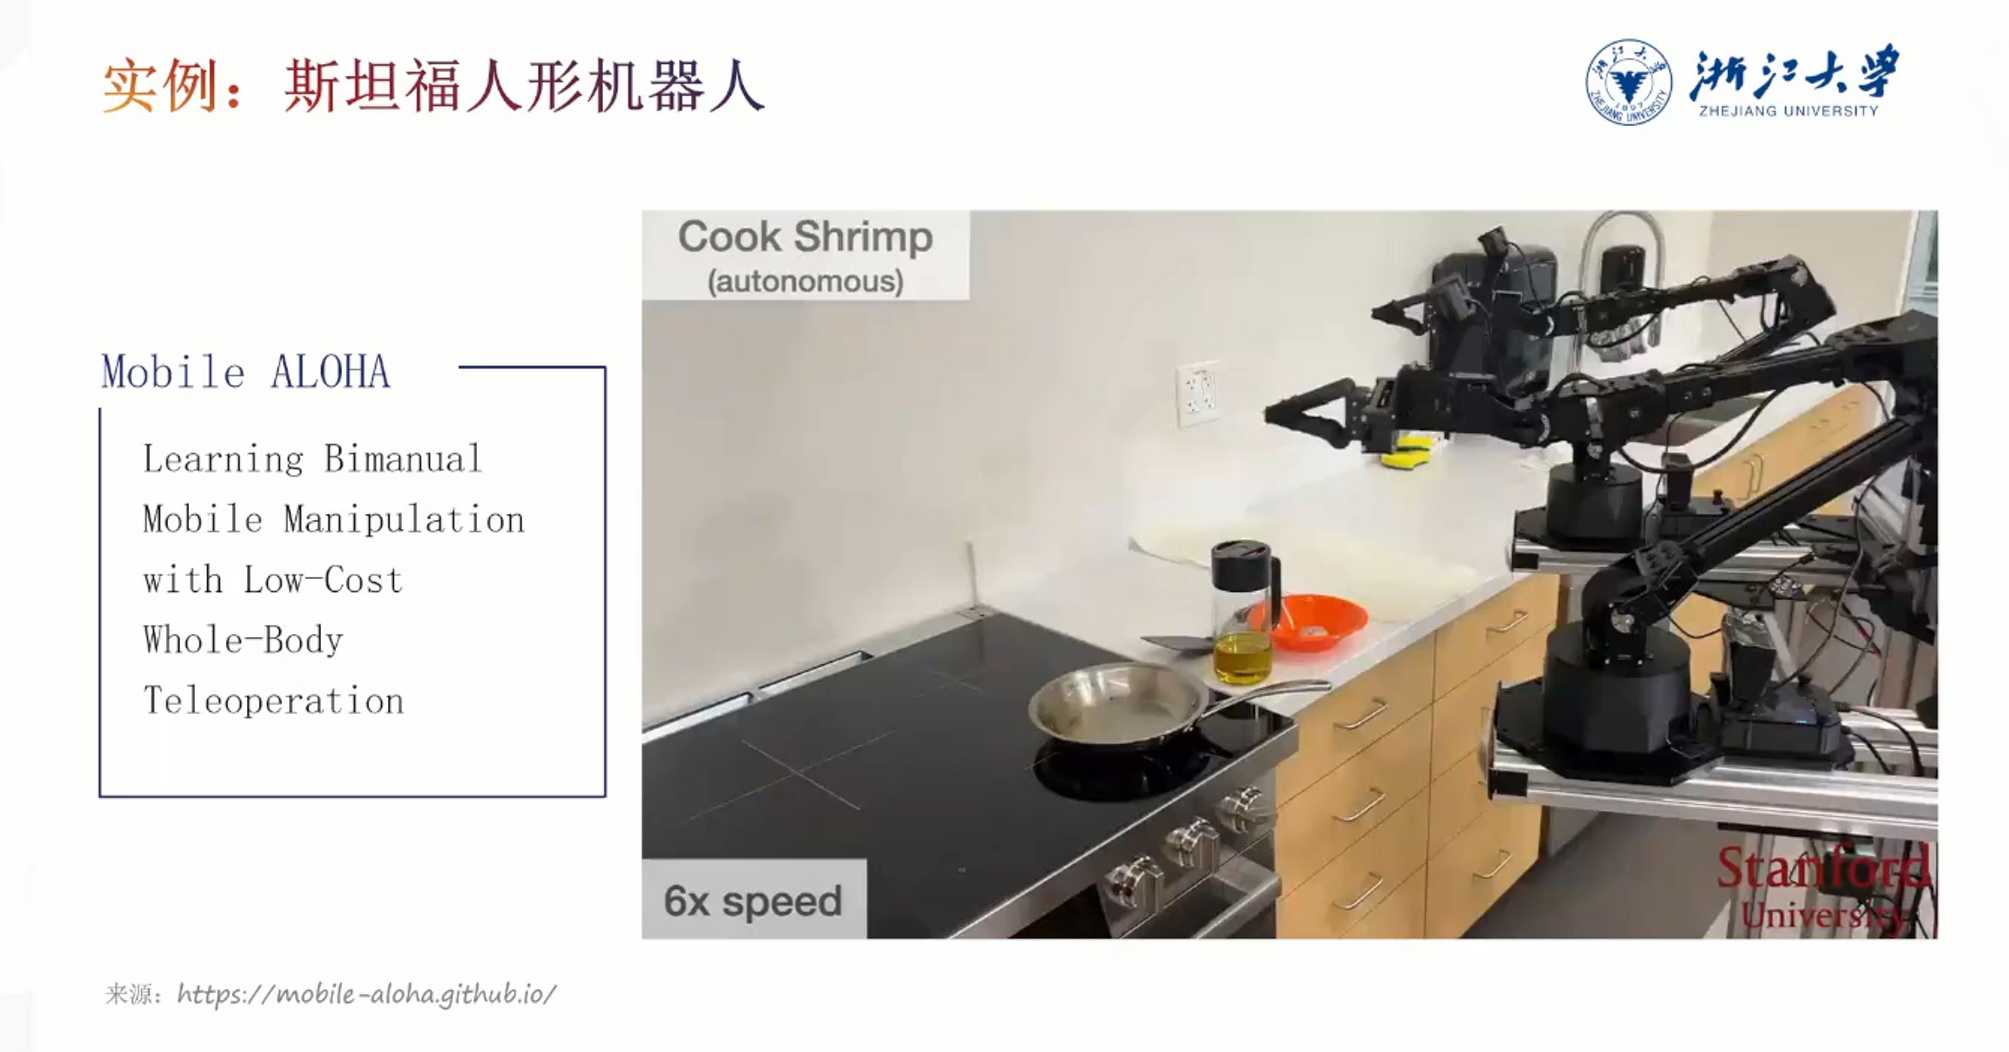 实例：斯坦福人形机器人
浙江大学
ZHEJIANG UNIVERSITY
Mobile ALOHA
Learning Bimanual
Mobile Manipulation
with Low-Cost
Whole-Body
Teleoperation
Cook Shrimp
(autonomous)
6x speed
Stanford
University
来源：https://mobile-aloha.github.io/